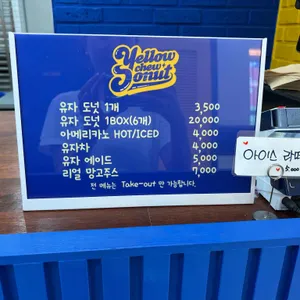 Yellow
chew
Donut
유자 도넛 1개 3,500
유자 도넛 1BOX(6개) 20,000
아메리카노 HOT/ICED 4,000
유자차 4,000
유자 에이드 5,000
리얼 망고주스 7,000
전 메뉴는 Take-out 만 가능합니다.
아이스 라떼
5,000